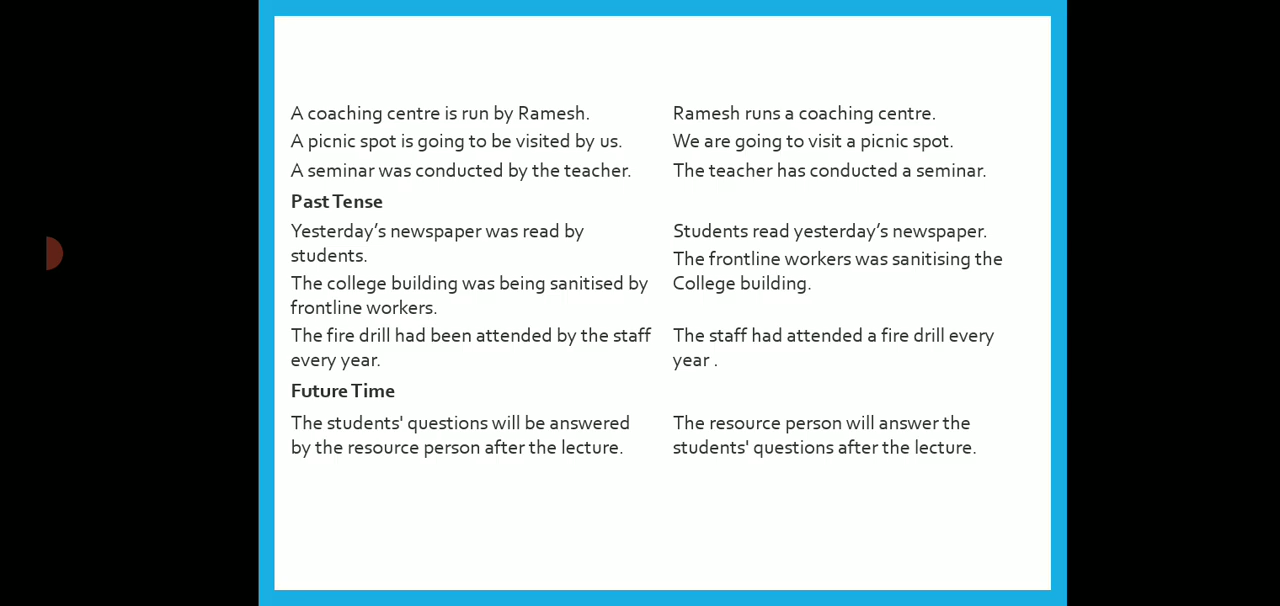 A coaching centre is run by Ramesh.
Ramesh runs a coaching centre.
A picnic spot is going to be visited by us.
We are going to visit a picnic spot.
A seminar was conducted by the teacher.
The teacher has conducted a seminar.
Past Tense
Yesterday’s newspaper was read by
students.
Students read yesterday’s newspaper.
The college building was being sanitised by
frontline workers.
The frontline workers was sanitising the
College building.
The fire drill had been attended by the staff
every year.
The staff had attended a fire drill every
year .
Future Time
The students' questions will be answered
by the resource person after the lecture.
The resource person will answer the
students' questions after the lecture.